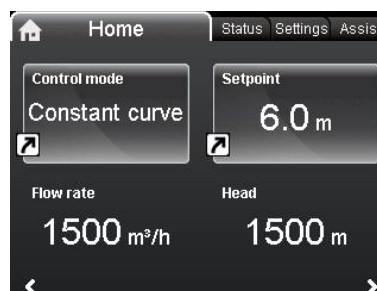 Home Status Settings Assis
Control mode Setpoint
Constant curve 6.0 m
Flow rate Head
1500 m³/h 1500 m